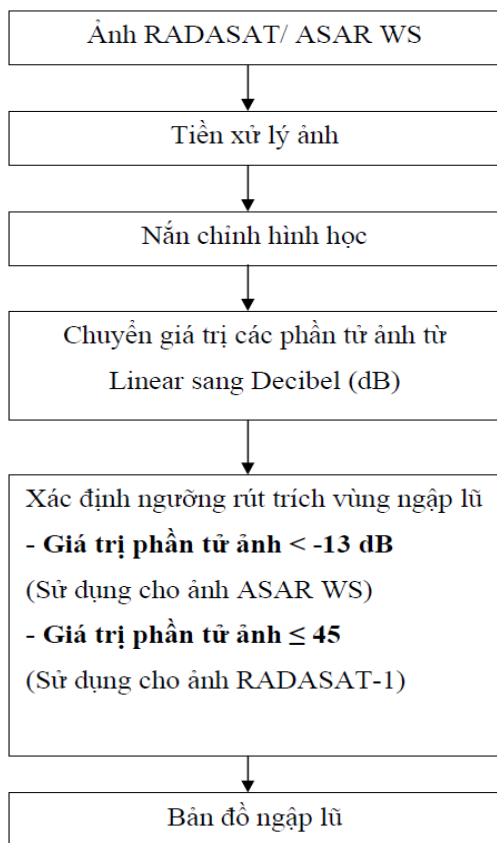 Ảnh RADASAT/ ASAR WS
Tiền xử lý ảnh
Nắn chỉnh hình học
Chuyển giá trị các phần tử ảnh từ
Linear sang Decibel (dB)
Xác định ngưỡng rút trích vùng ngập lũ
- Giá trị phần tử ảnh < -13 dB
(Sử dụng cho ảnh ASAR WS)
- Giá trị phần tử ảnh ≤ 45
(Sử dụng cho ảnh RADASAT-1)
Bản đồ ngập lũ